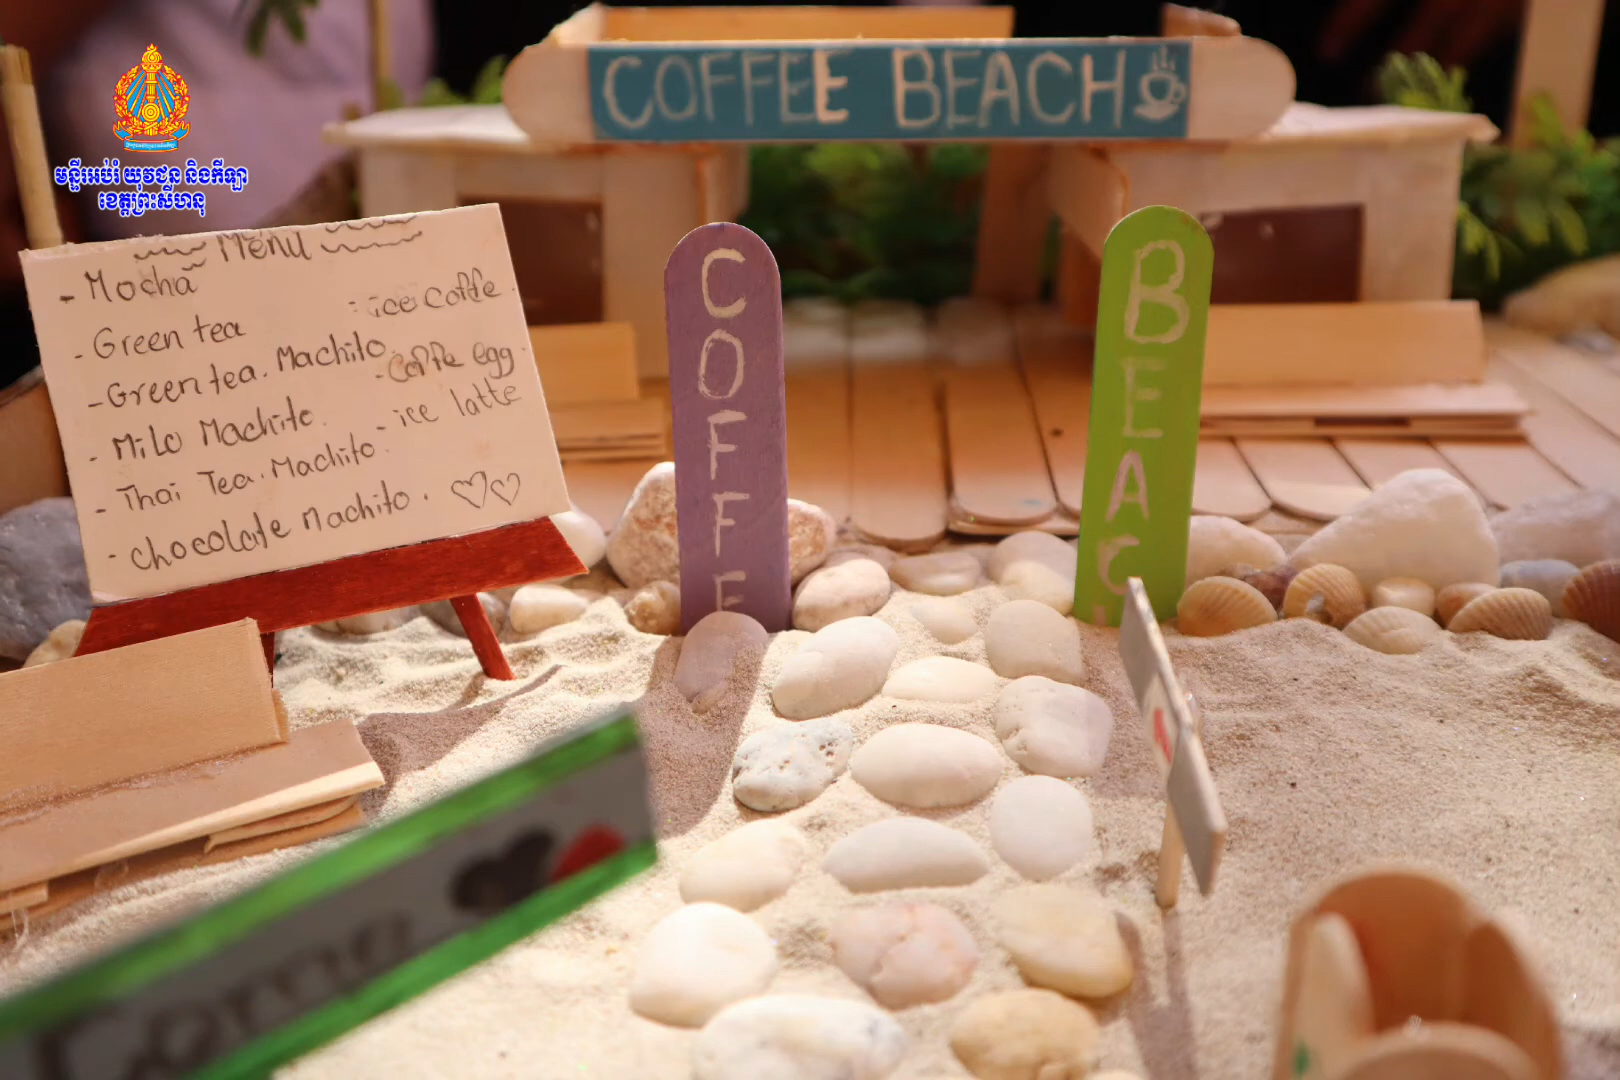 COFFEE BEACH
មន្ទីរអប់រំ យុវជន និងកីឡា
ខេត្តព្រះសីហនុ
Menu
- Mocha
- Green tea
- Green tea. Machito
- Milo Machito.
- Thai Tea. Machito.
- chocolate Machito.
- ice Coffe.
- Coffe egg.
- ice latte
COFFE
BEAC
Come